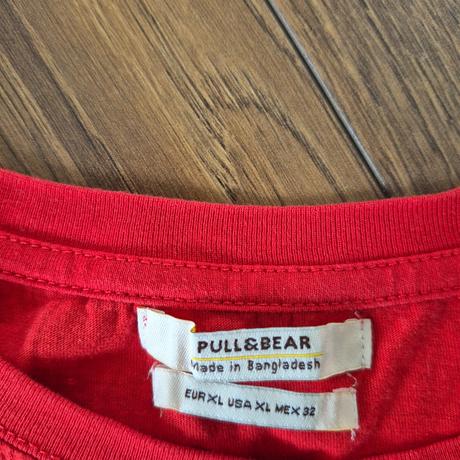 PULL&BEAR
Made in Bangladesh
EUR XL USA XL MEX 32